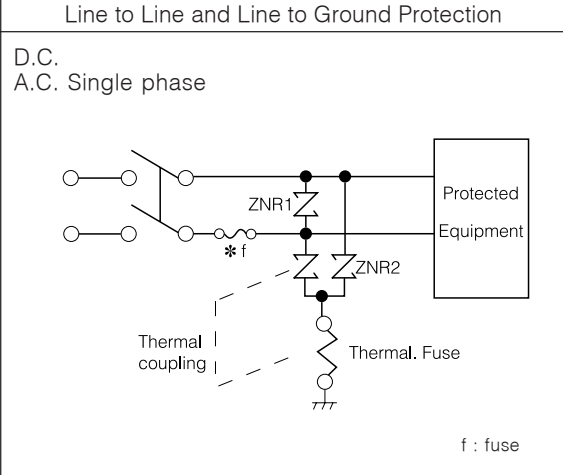 Line to Line and Line to Ground Protection
D.C.
A.C. Single phase
ZNR1
Protected
Equipment
✻ f
ZNR2
Thermal
coupling
Thermal. Fuse
f : fuse